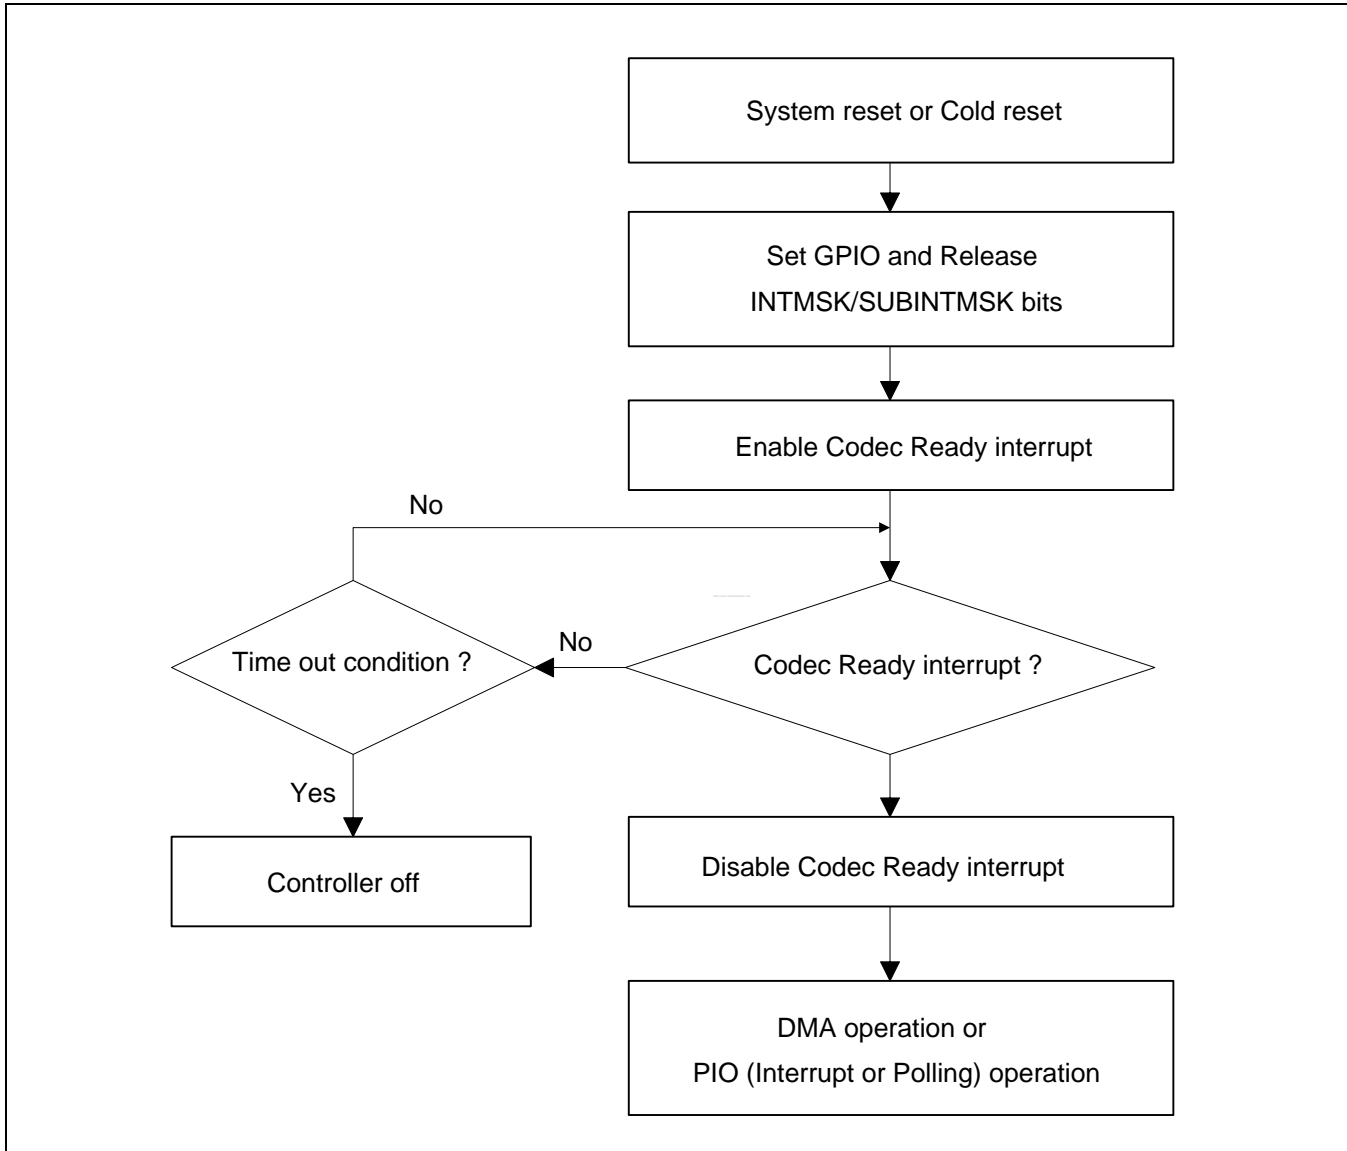 System reset or Cold reset
Set GPIO and Release
INTMSK/SUBINTMSK bits
Enable Codec Ready interrupt
No
Time out condition ?
No
Codec Ready interrupt ?
Yes
Controller off
Disable Codec Ready interrupt
DMA operation or
PIO (Interrupt or Polling) operation